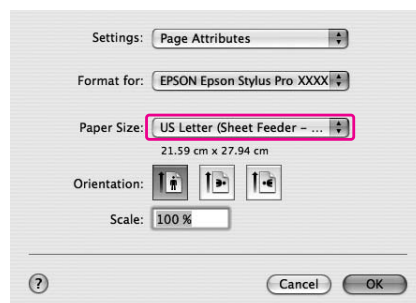 Settings: Page Attributes
Format for: EPSON Epson Stylus Pro XXXX
Paper Size: US Letter (Sheet Feeder – ...
21.59 cm x 27.94 cm
Orientation:
Scale: 100 %
? Cancel OK